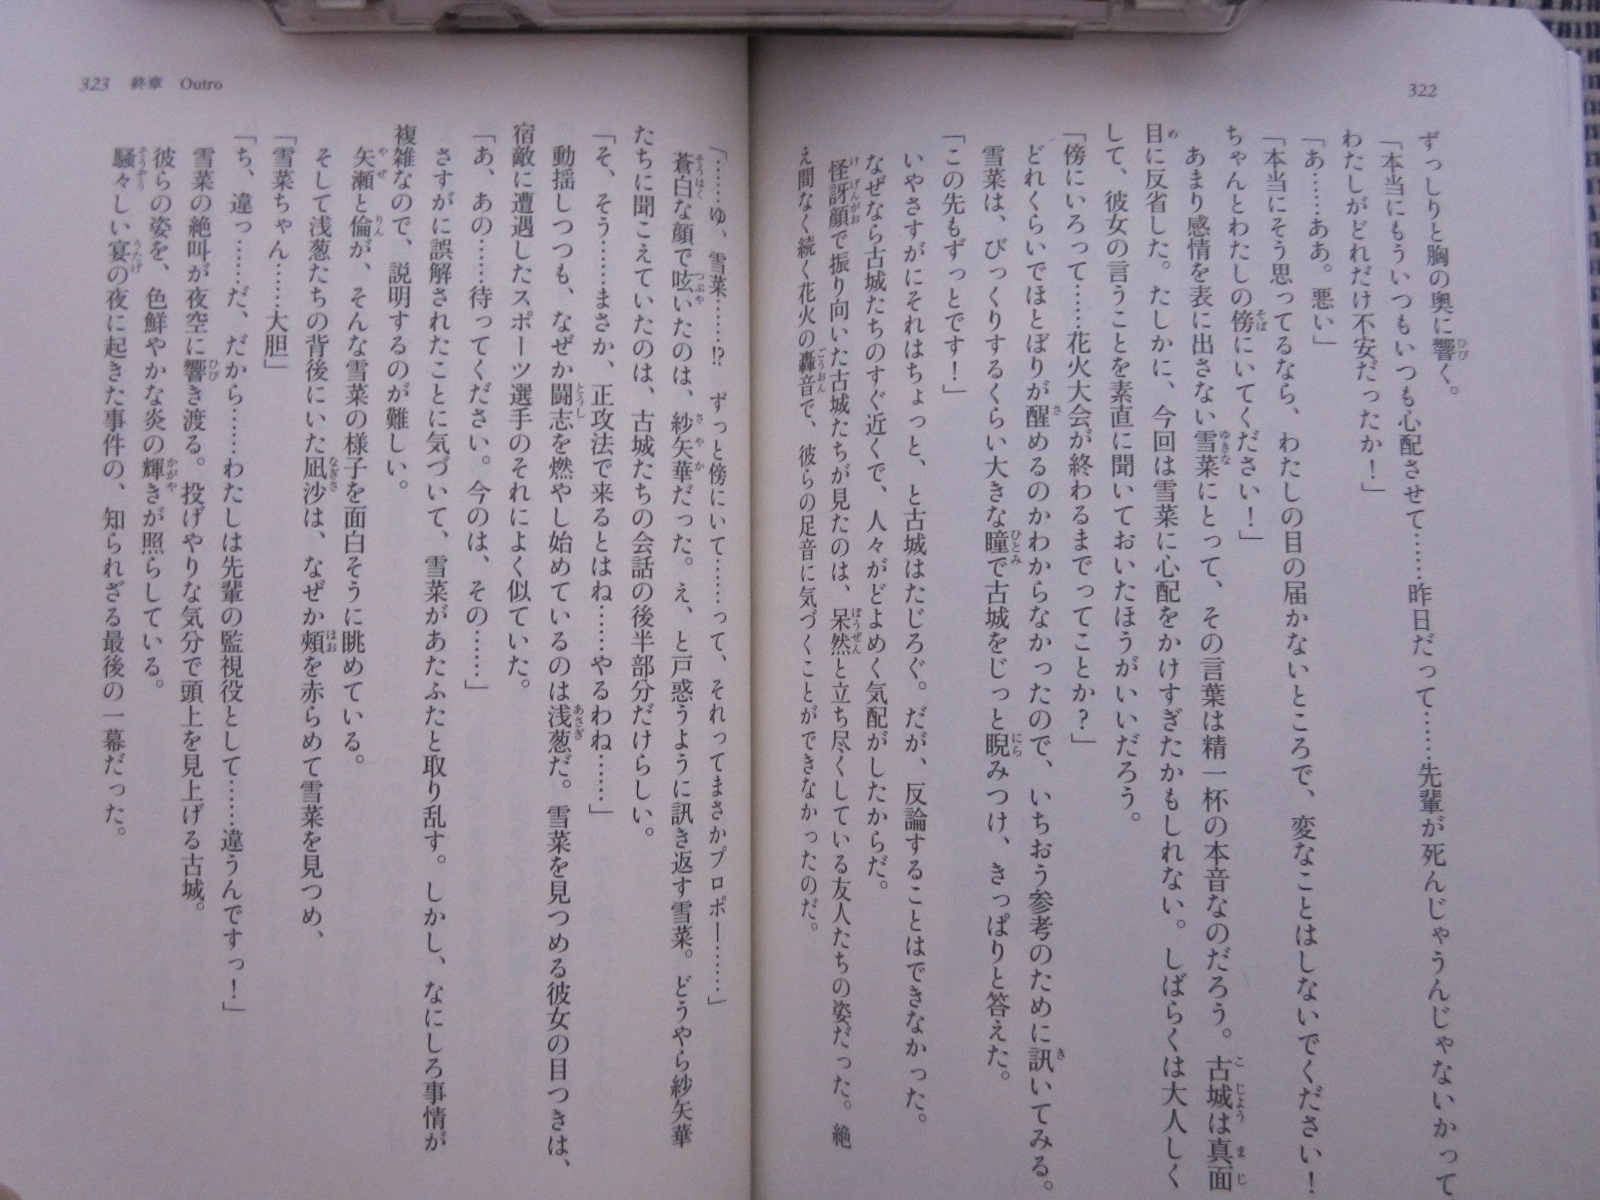 322
ずっしりと胸の奥に響く。
「本当にもういつもいつも心配させて……昨日だって……先輩が死んじゃうんじゃないかって
わたしがどれだけ不安だったか！」
「あ……ああ。悪い」
「本当にそう思ってるなら、わたしの目の届かないところで、変なことはしないでください！
ちゃんとわたしの傍にいてください！」
あまり感情を表に出さない雪菜にとって、その言葉は精一杯の本音なのだろう。古城は真面
目に反省した。たしかに、今回は雪菜に心配をかけすぎたかもしれない。しばらくは大人しく
して、彼女の言うことを素直に聞いておいたほうがいいだろう。
「傍にいろって……花火大会が終わるまでってことか？」
どれくらいでほとぼりが醒めるのかわからなかったので、いちおう参考のために訊いてみる。
雪菜は、びっくりするくらい大きな瞳で古城をじっと睨みつけ、きっぱりと答えた。
「この先もずっとです！」
いやさすがにそれはちょっと、と古城はたじろぐ。だが、反論することはできなかった。
なぜなら古城たちのすぐ近くで、人々がどよめく気配がしたからだ。
怪訝顔で振り向いた古城たちが見たのは、呆然と立ち尽くしている友人たちの姿だった。絶
え間なく続く花火の轟音で、彼らの足音に気づくことができなかったのだ。
323　終章　Outro
「……ゆ、雪菜……!?　ずっと傍にいて……って、それってまさかプロポー……」
蒼白な顔で呟いたのは、紗矢華だった。え、と戸惑うように訊き返す雪菜。どうやら紗矢華
たちに聞こえていたのは、古城たちの会話の後半部分だけらしい。
「そ、そう……まさか、正攻法で来るとはね……やるわね……」
動揺しつつも、なぜか闘志を燃やし始めているのは浅葱だ。雪菜を見つめる彼女の目つきは、
宿敵に遭遇したスポーツ選手のそれによく似ていた。
「あ、あの……待ってください。今のは、その……」
さすがに誤解されたことに気づいて、雪菜があたふたと取り乱す。しかし、なにしろ事情が
複雑なので、説明するのが難しい。
矢瀬と倫が、そんな雪菜の様子を面白そうに眺めている。
そして浅葱たちの背後にいた凪沙は、なぜか頬を赤らめて雪菜を見つめ、
「雪菜ちゃん……大胆」
「ち、違っ……だ、だから……わたしは先輩の監視役として……違うんですっ！」
雪菜の絶叫が夜空に響き渡る。投げやりな気分で頭上を見上げる古城。
彼らの姿を、色鮮やかな炎の輝きが照らしている。
騒々しい宴の夜に起きた事件の、知られざる最後の一幕だった。